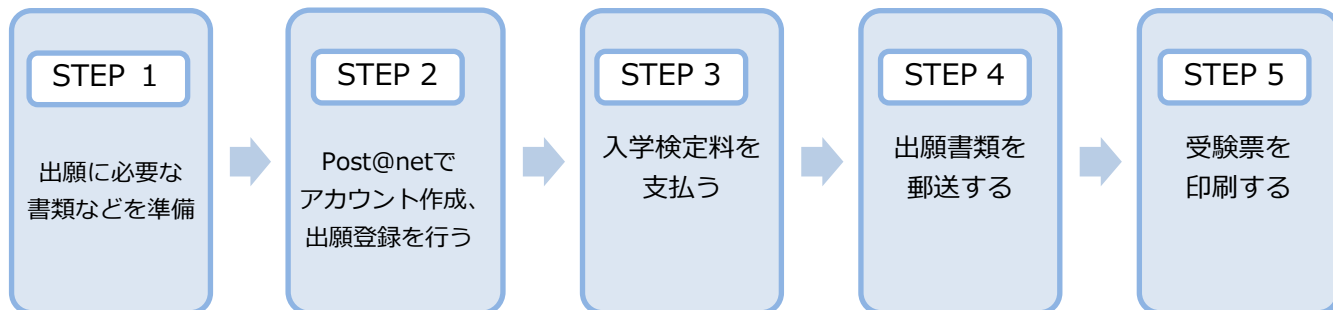 STEP 1
出願に必要な
書類などを準備
STEP 2
Post@netで
アカウント作成、
出願登録を行う
STEP 3
入学検定料を
支払う
STEP 4
出願書類を
郵送する
STEP 5
受験票を
印刷する